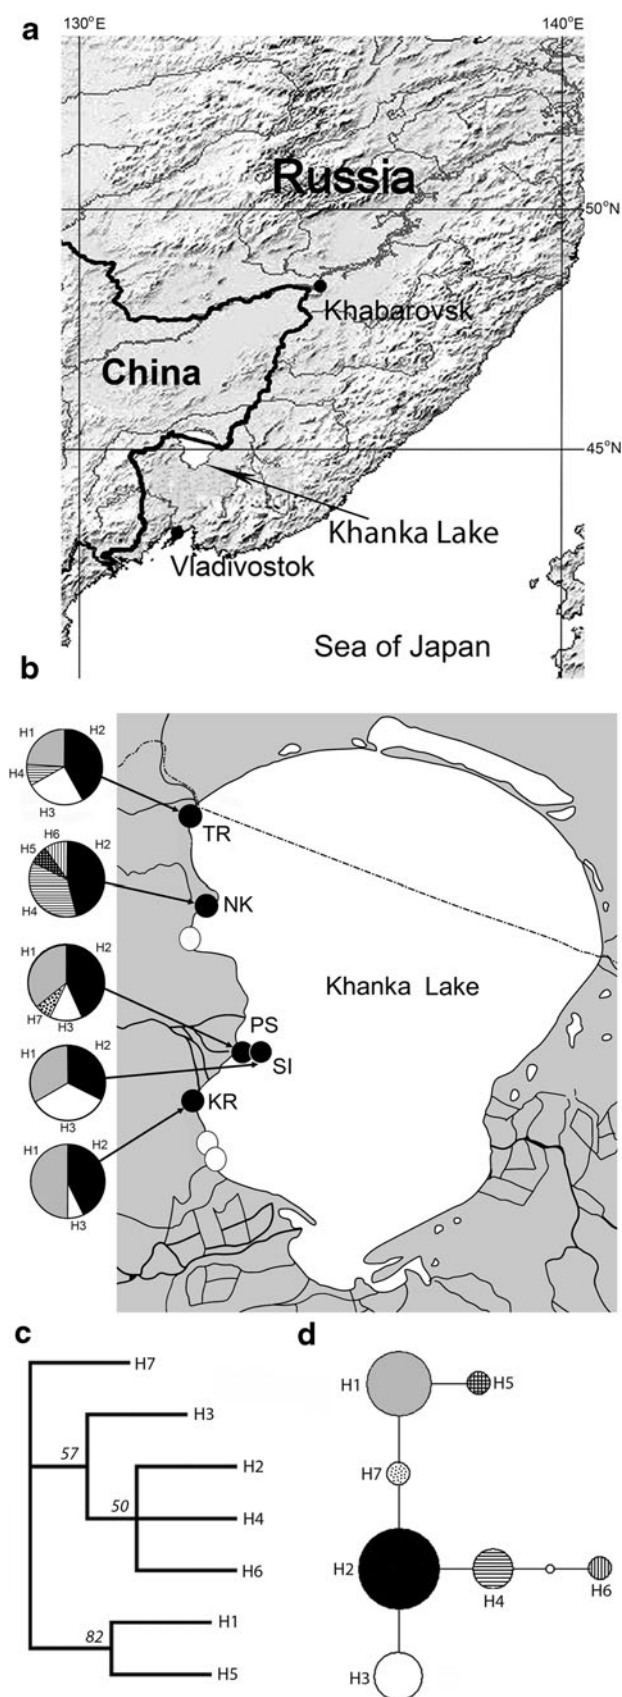 a
130°E 140°E
Russia
50°N
Khabarovsk
China
45°N
Khanka Lake
Vladivostok
Sea of Japan
b
H1 H2
H4
H3
TR
H6
H5 H2
H4
NK
H1 H2
H7 H3
Khanka Lake
PS
H1 H2
H3
SI
KR
H1 H2
H3
c
H7
H3
57
H2
50
H4
H6
H1
82
H5
d
H1 H5
H7
H2
H4 H6
H3